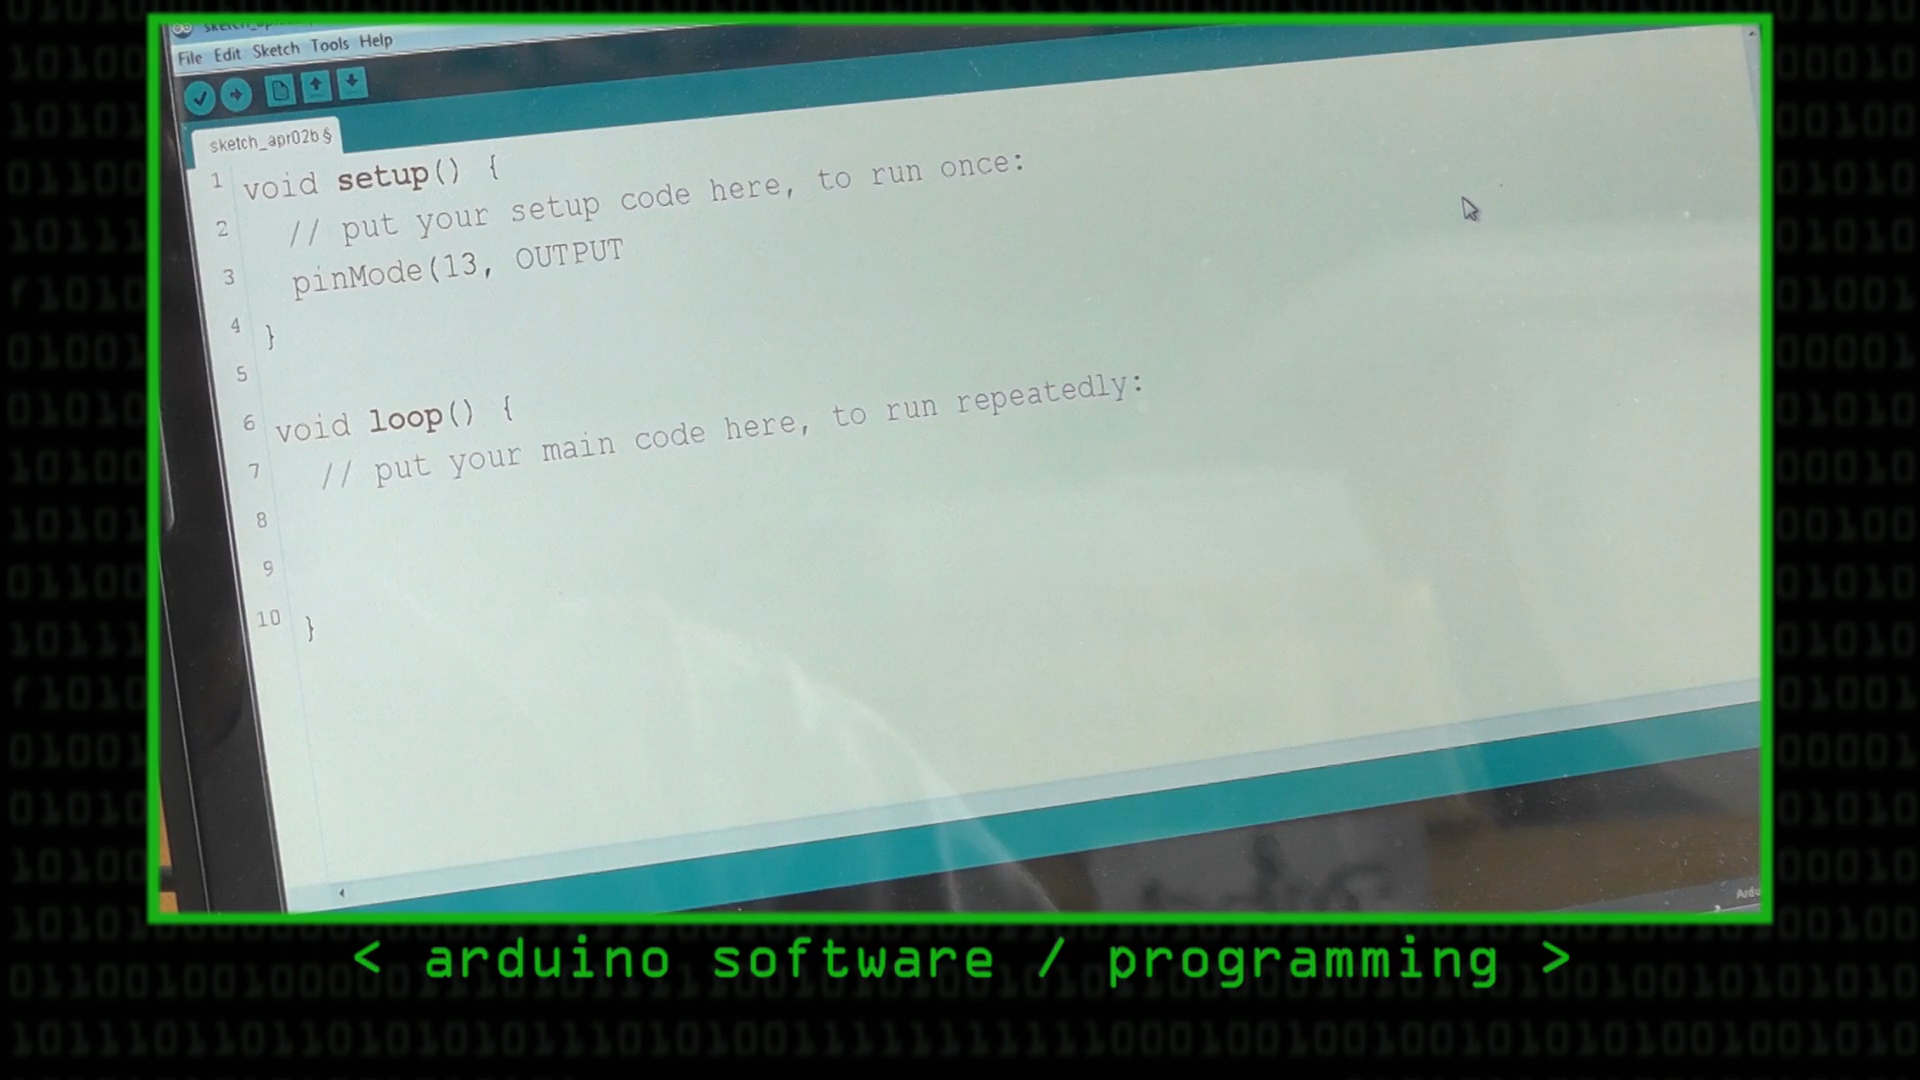 File Edit Sketch Tools Help
sketch_apr02b §
1 void setup() {
2 // put your setup code here, to run once:
3 pinMode(13, OUTPUT
4 }
5
6 void loop() {
7 // put your main code here, to run repeatedly:
8
9
10 }
< arduino software / programming >